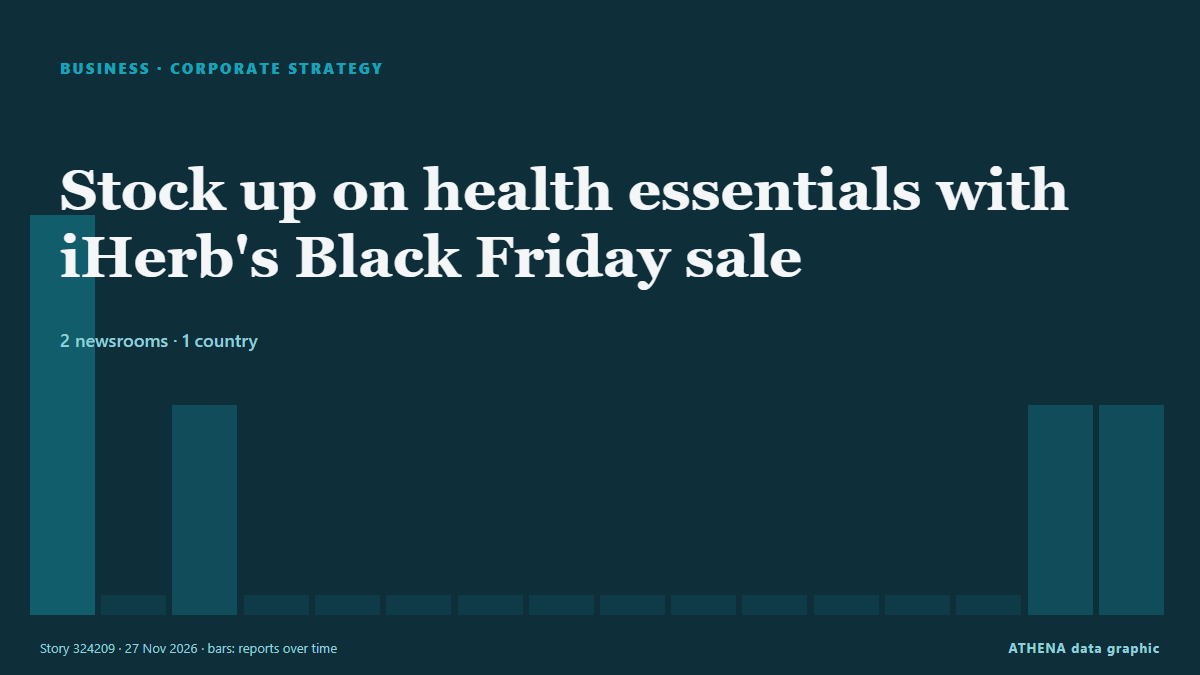 BUSINESS · CORPORATE STRATEGY
Stock up on health essentials with
iHerb's Black Friday sale
2 newsrooms · 1 country
Story 324209 · 27 Nov 2026 · bars: reports over time
ATHENA data graphic